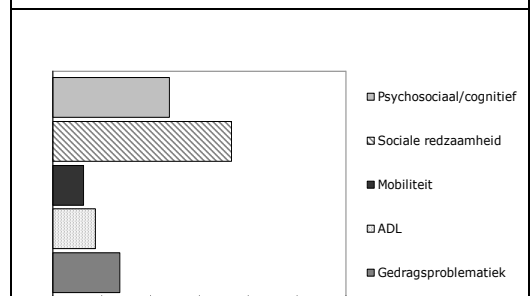 Psychosociaal/cognitief
Sociale redzaamheid
Mobiliteit
ADL
Gedragsproblematiek